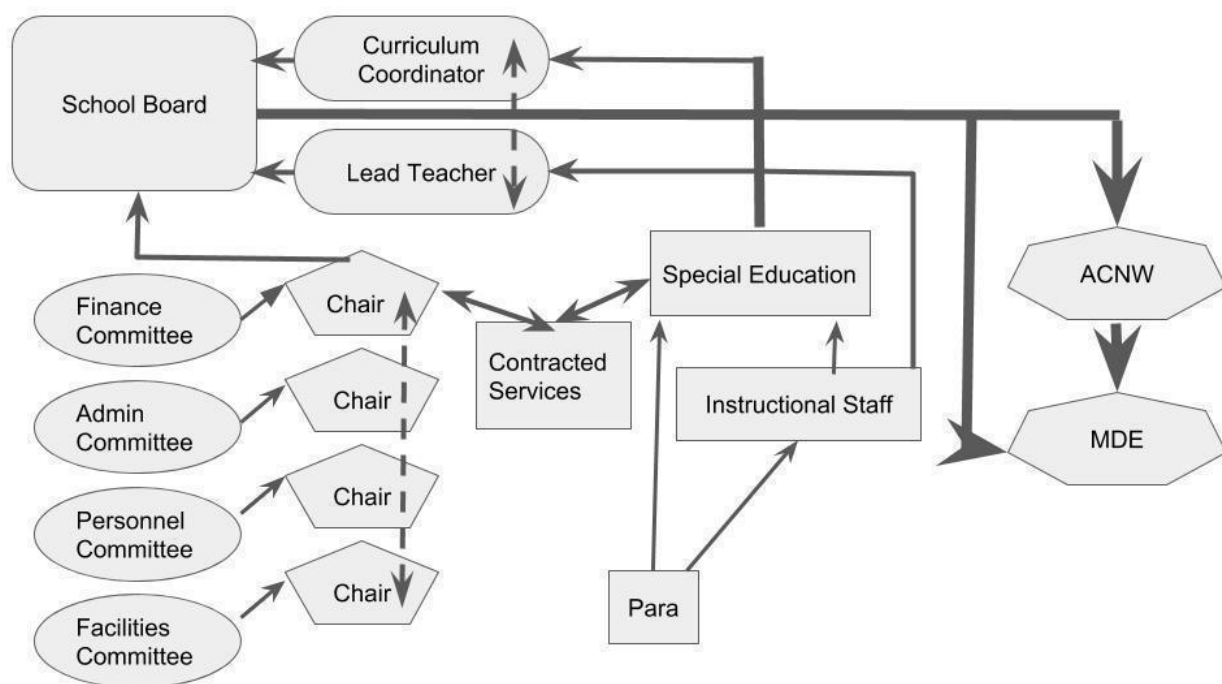 Curriculum
Coordinator
School Board
Lead Teacher
Finance
Committee
Chair
Special Education
ACNW
Contracted
Services
Admin
Committee
Chair
Instructional Staff
MDE
Personnel
Committee
Chair
Facilities
Committee
Chair
Para